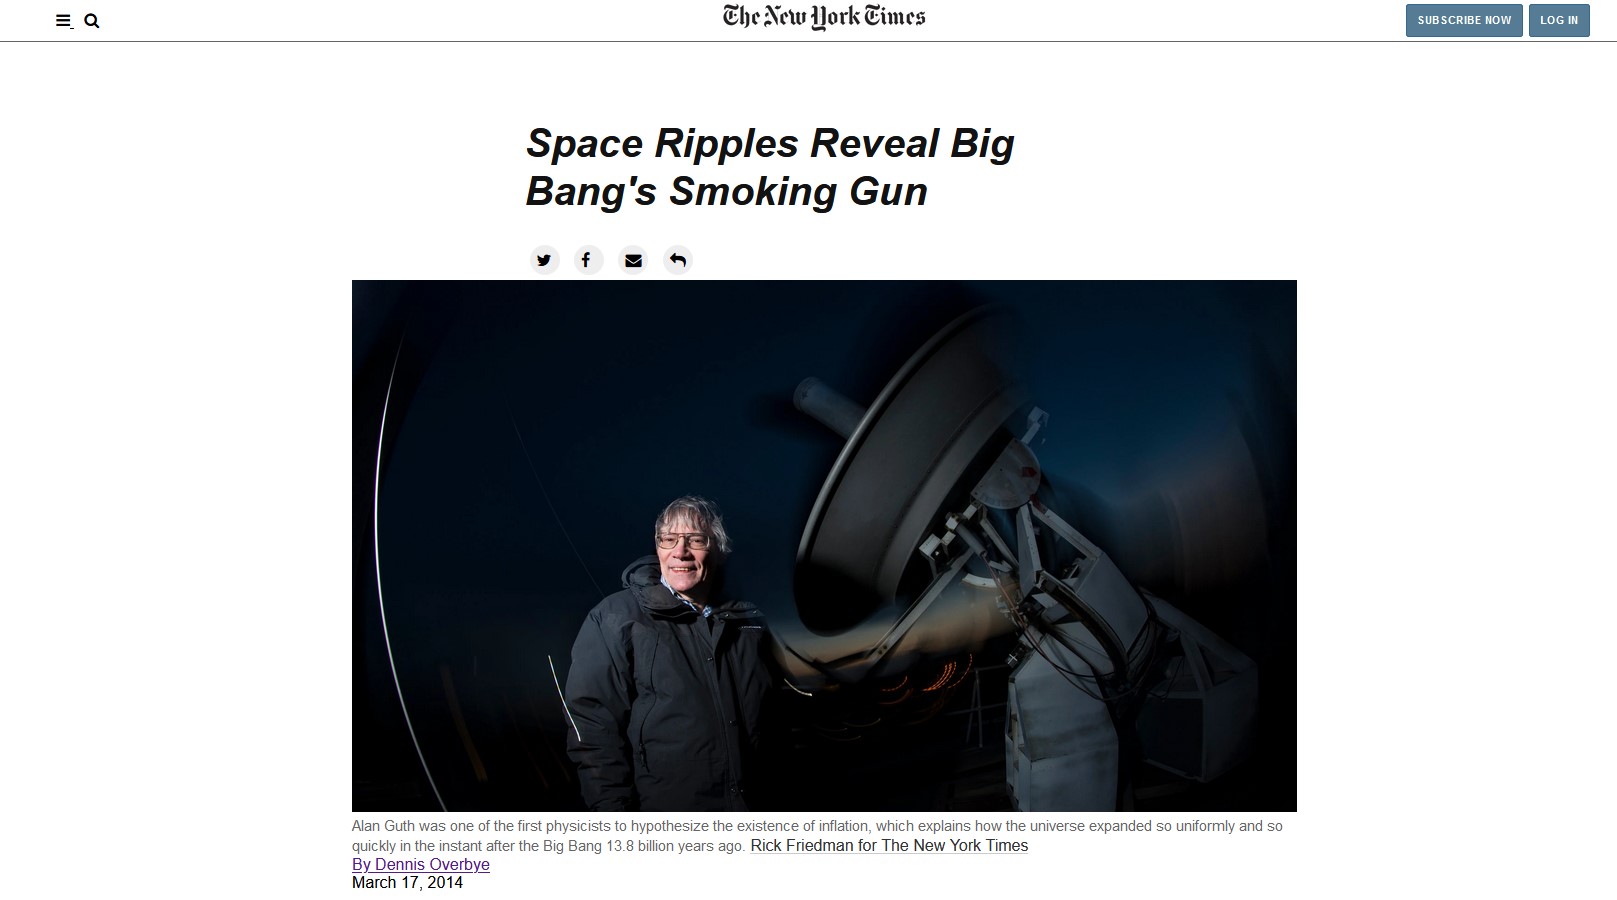 The New York Times
SUBSCRIBE NOW
LOG IN
Space Ripples Reveal Big
Bang's Smoking Gun
Alan Guth was one of the first physicists to hypothesize the existence of inflation, which explains how the universe expanded so uniformly and so
quickly in the instant after the Big Bang 13.8 billion years ago. Rick Friedman for The New York Times
By Dennis Overbye
March 17, 2014